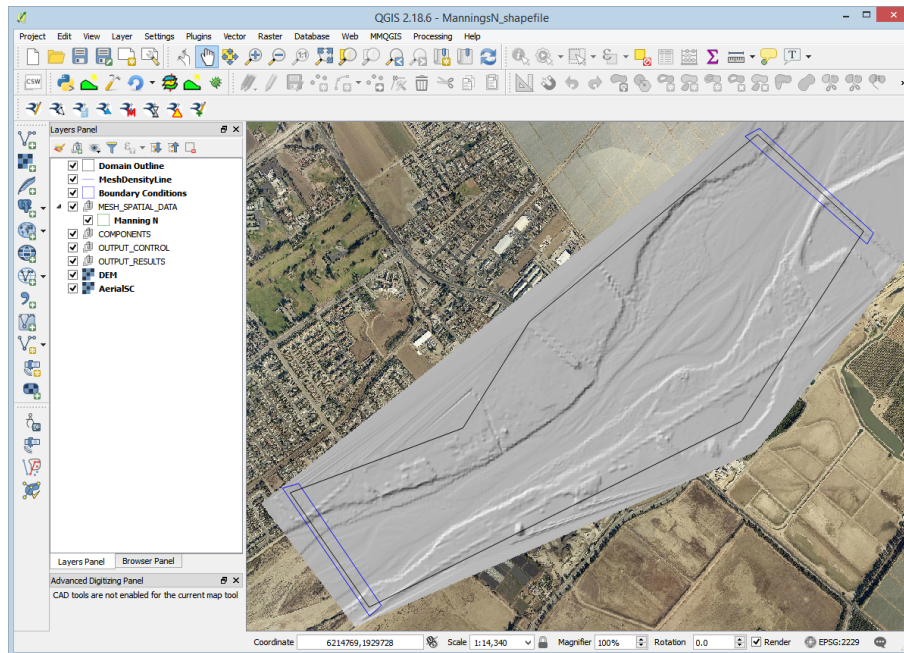 QGIS 2.18.6 - ManningsN_shapefile
Project Edit View Layer Settings Plugins Vector Raster Database Web MMQGIS Processing Help
CSW
Layers Panel
Domain Outline
MeshDensityLine
Boundary Conditions
MESH_SPATIAL_DATA
Manning N
COMPONENTS
OUTPUT_CONTROL
OUTPUT_RESULTS
DEM
AerialSC
Layers Panel Browser Panel
Advanced Digitizing Panel
CAD tools are not enabled for the current map tool
Coordinate 6214769,1929728 Scale 1:14,340 Magnifier 100% Rotation 0.0 Render EPSG:2229